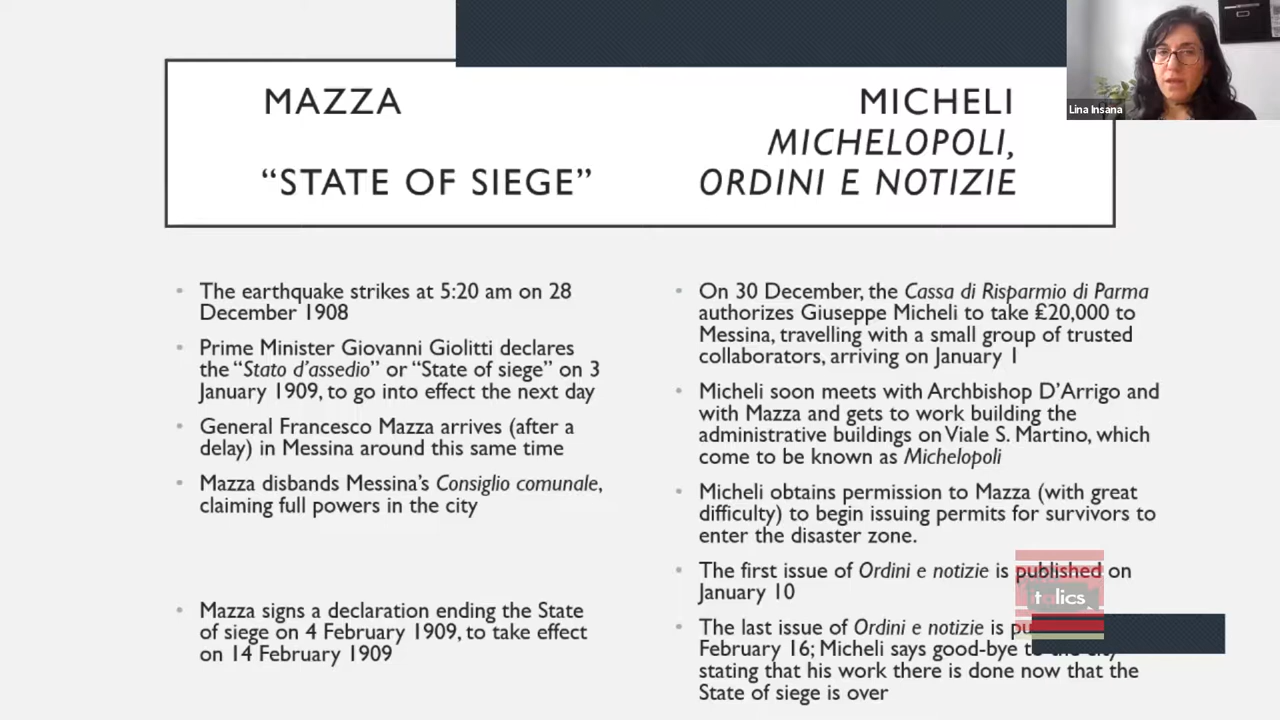 MAZZA
"STATE OF SIEGE"
MICHELI
MICHELOPOLI,
ORDINI E NOTIZIE
Lina Insana
The earthquake strikes at 5:20 am on 28
December 1908
Prime Minister Giovanni Giolitti declares
the "Stato d'assedio" or "State of siege" on 3
January 1909, to go into effect the next day
General Francesco Mazza arrives (after a
delay) in Messina around this same time
Mazza disbands Messina's Consiglio comunale,
claiming full powers in the city
Mazza signs a declaration ending the State
of siege on 4 February 1909, to take effect
on 14 February 1909
On 30 December, the Cassa di Risparmio di Parma
authorizes Giuseppe Micheli to take ₤20,000 to
Messina, travelling with a small group of trusted
collaborators, arriving on January 1
Micheli soon meets with Archbishop D'Arrigo and
with Mazza and gets to work building the
administrative buildings on Viale S. Martino, which
come to be known as Michelopoli
Micheli obtains permission to Mazza (with great
difficulty) to begin issuing permits for survivors to
enter the disaster zone.
The first issue of Ordini e notizie is published on
January 10
The last issue of Ordini e notizie is
February 16; Micheli says good-bye to the city
stating that his work there is done now that the
State of siege is over
italics